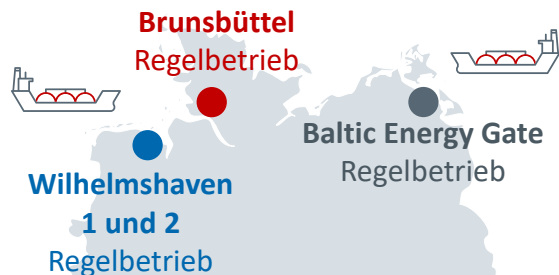 Brunsbüttel
Regelbetrieb
Baltic Energy Gate
Regelbetrieb
Wilhelmshaven
1 und 2
Regelbetrieb